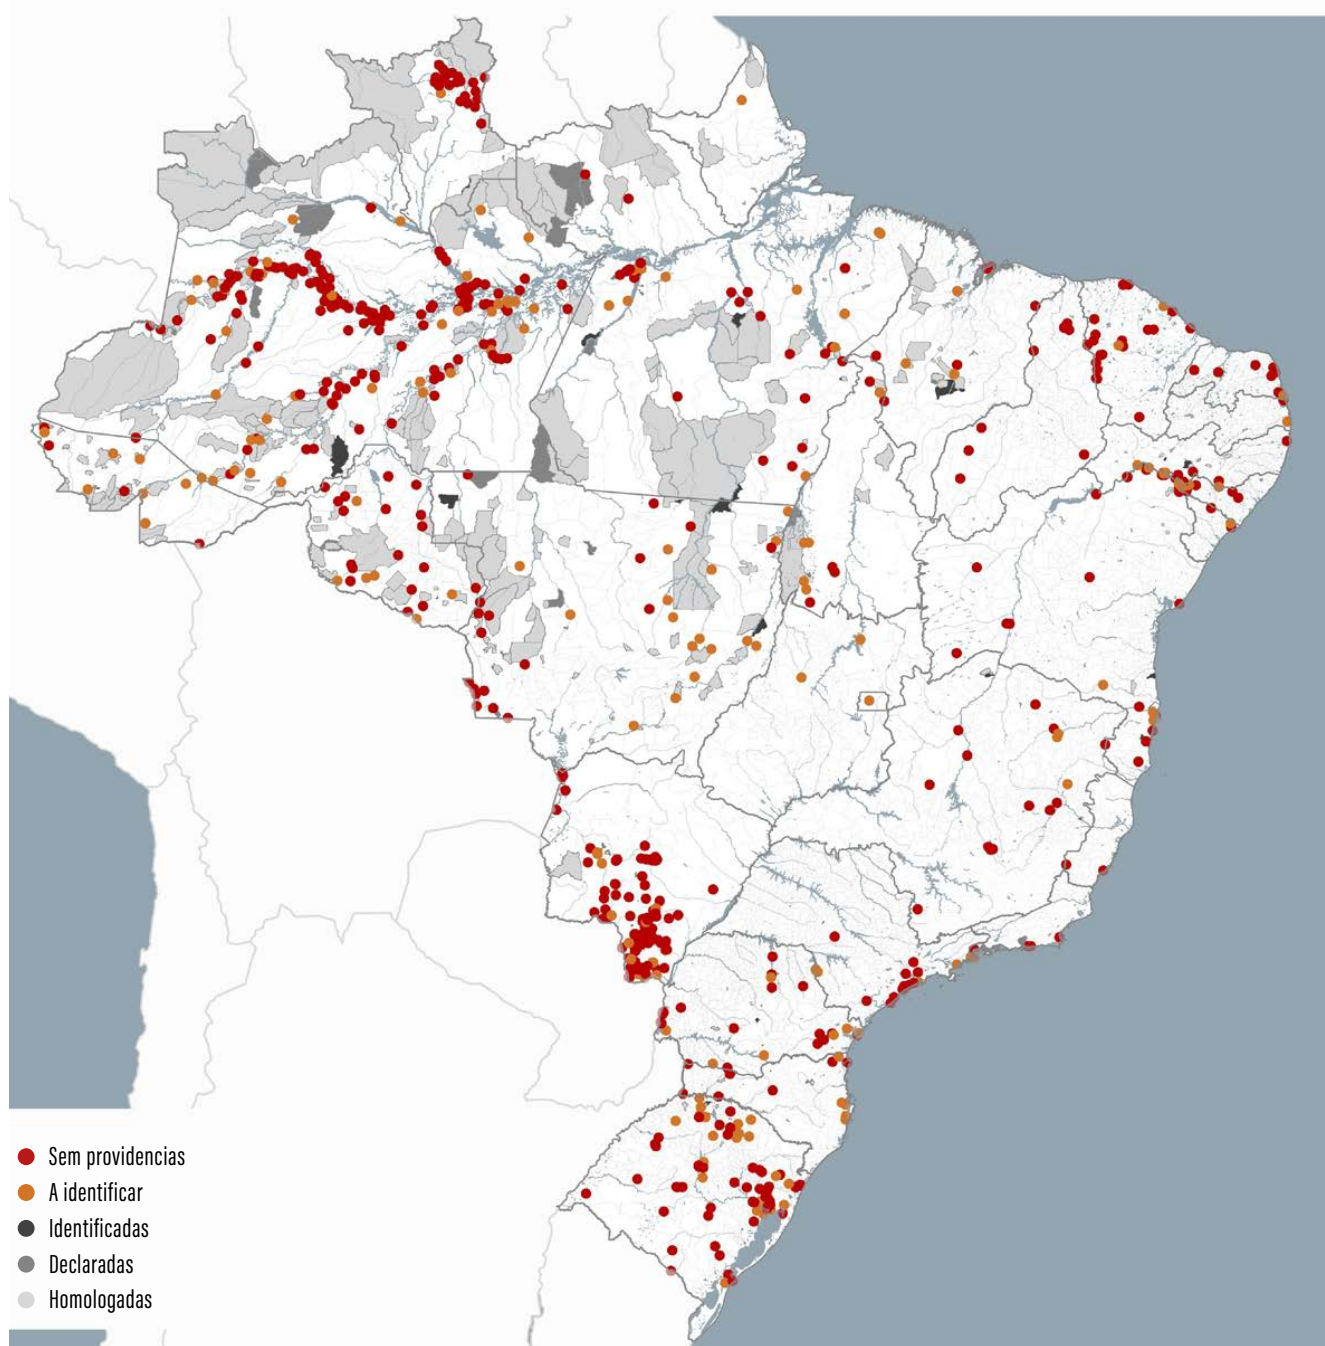 Sem providencias
A identificar
Identificadas
Declaradas
Homologadas